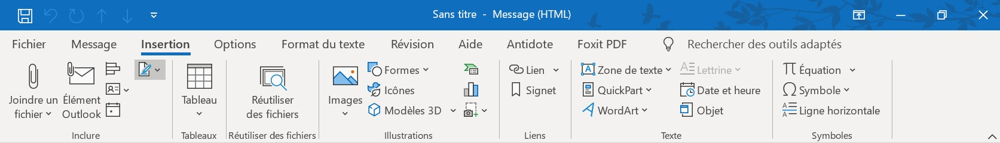 Sans titre - Message (HTML)
Fichier Message Insertion Options Format du texte Révision Aide Antidote Foxit PDF Rechercher des outils adaptés
Joindre un fichier
Élément Outlook
Inclure
Tableau
Tableaux
Réutiliser des fichiers
Réutiliser des fichiers
Images
Formes
Icônes
Modèles 3D
Illustrations
Lien
Signet
Liens
Zone de texte
QuickPart
WordArt
Lettrine
Date et heure
Objet
Texte
Équation
Symbole
Ligne horizontale
Symboles